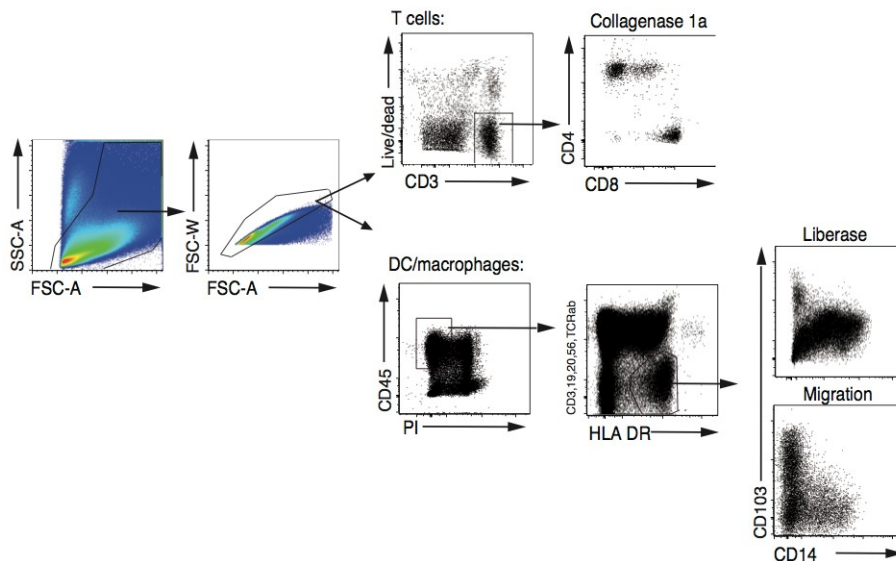 T cells:
Collagenase 1a
Live/dead
CD3
CD4
CD8
SSC-A
FSC-A
FSC-W
FSC-A
DC/macrophages:
CD45
PI
CD3,19,20,56,TCRab
HLA DR
Liberase
Migration
CD103
CD14